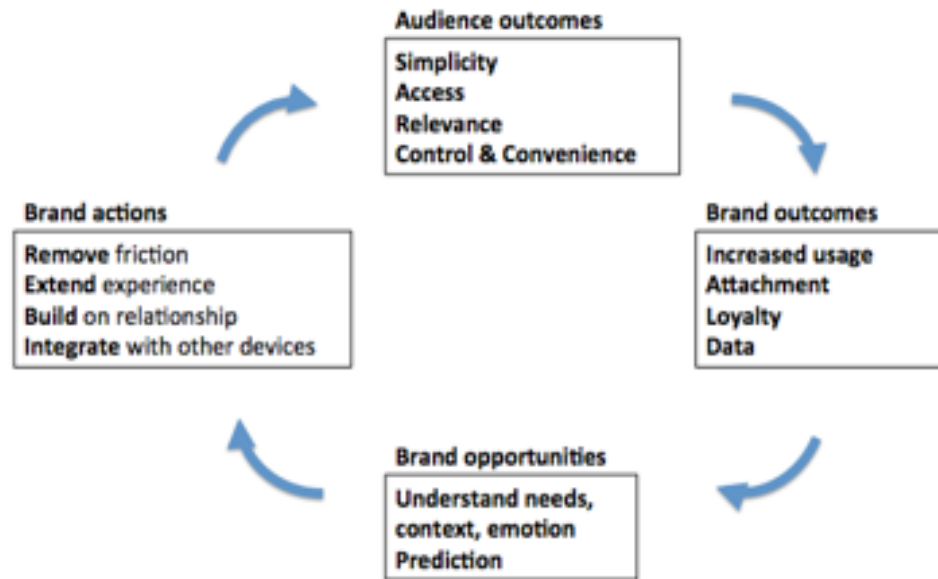 Audience outcomes
Simplicity
Access
Relevance
Control & Convenience
Brand actions
Remove friction
Extend experience
Build on relationship
Integrate with other devices
Brand outcomes
Increased usage
Attachment
Loyalty
Data
Brand opportunities
Understand needs,
context, emotion
Prediction